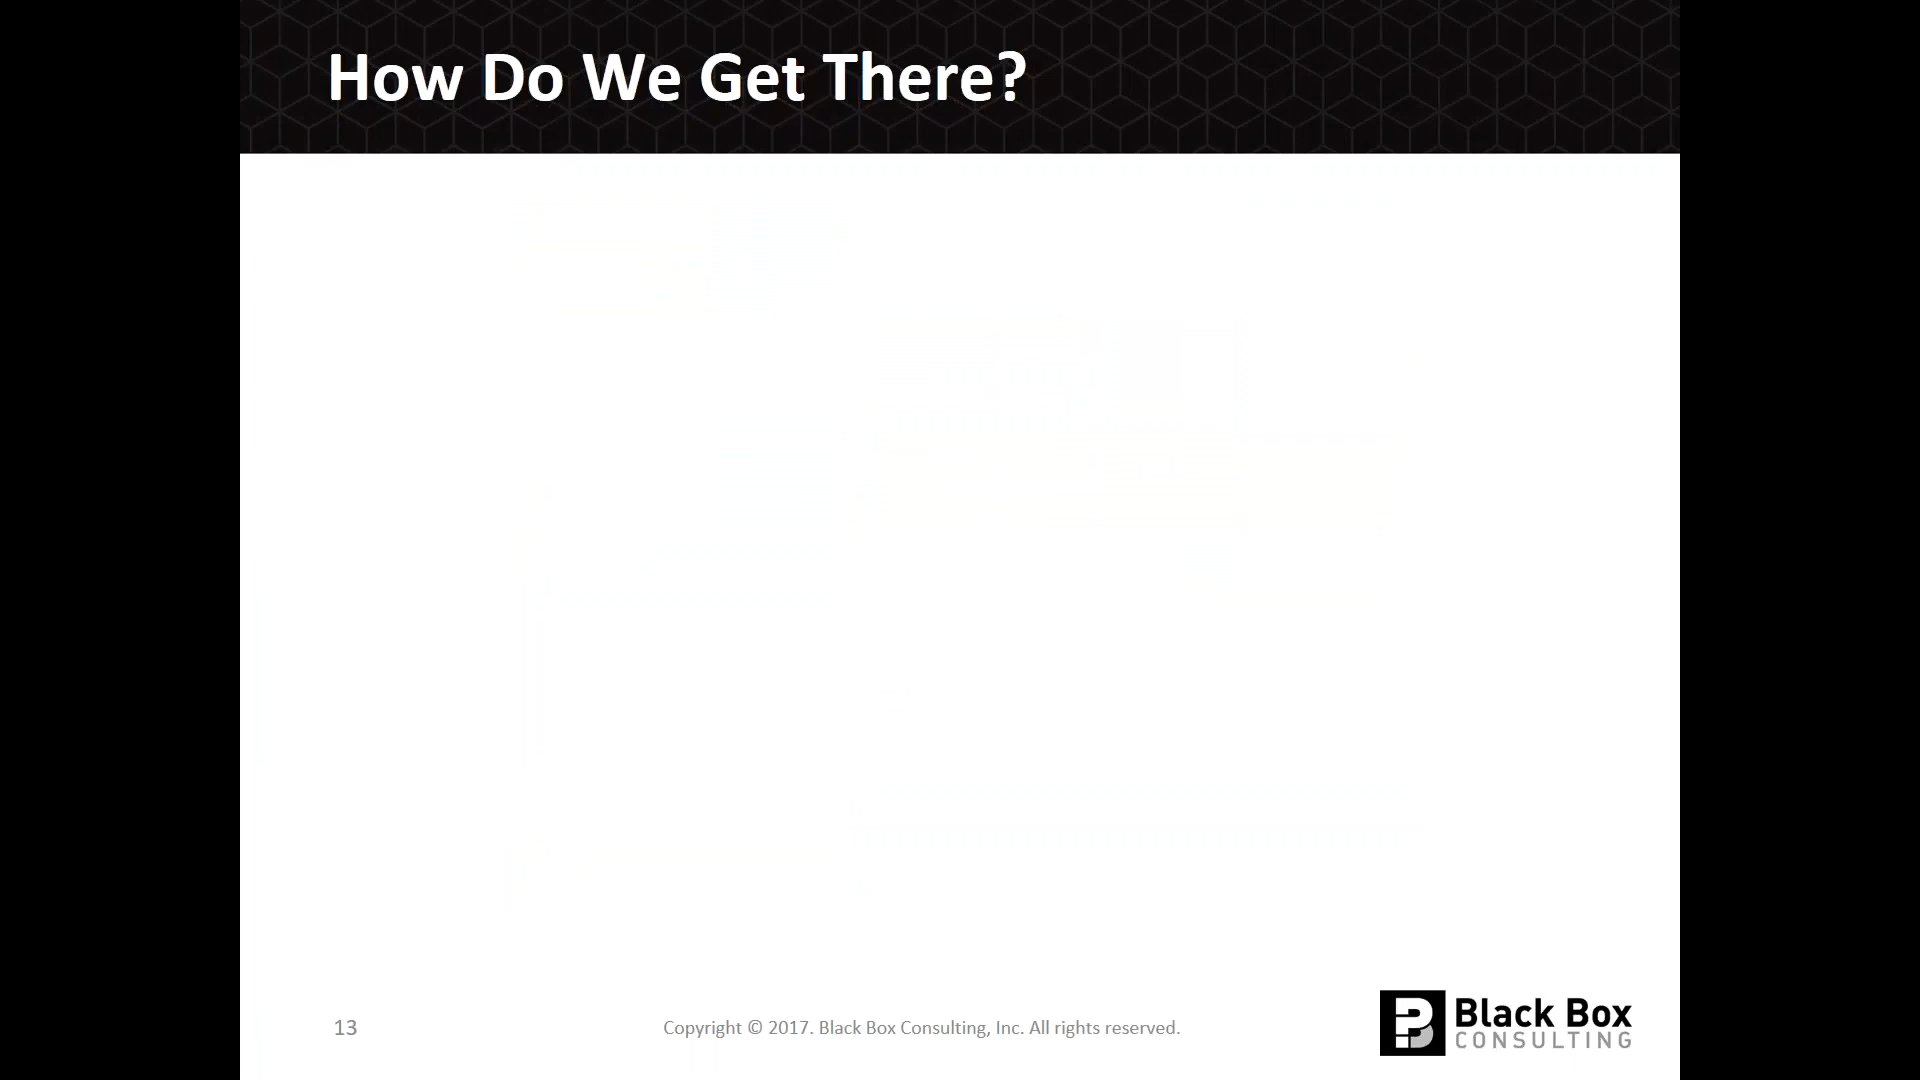 How Do We Get There?
13
Copyright © 2017. Black Box Consulting, Inc. All rights reserved.
Black Box
CONSULTING